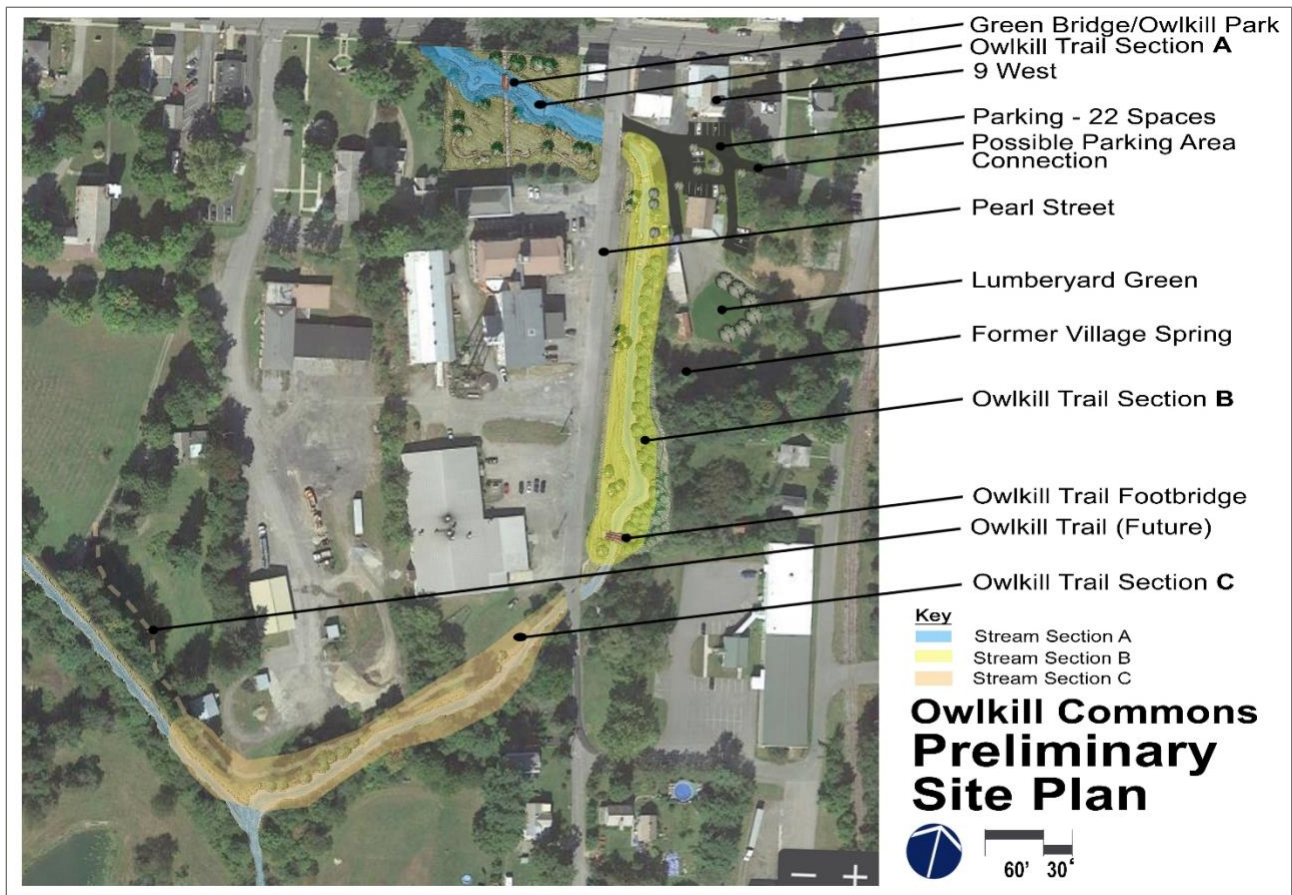 Green Bridge/Owlkill Park
Owlkill Trail Section A
9 West
Parking - 22 Spaces
Possible Parking Area
Connection
Pearl Street
Lumberyard Green
Former Village Spring
Owlkill Trail Section B
Owlkill Trail Footbridge
Owlkill Trail (Future)
Owlkill Trail Section C
Key
Stream Section A
Stream Section B
Stream Section C
Owlkill Commons
Preliminary
Site Plan
60' 30'